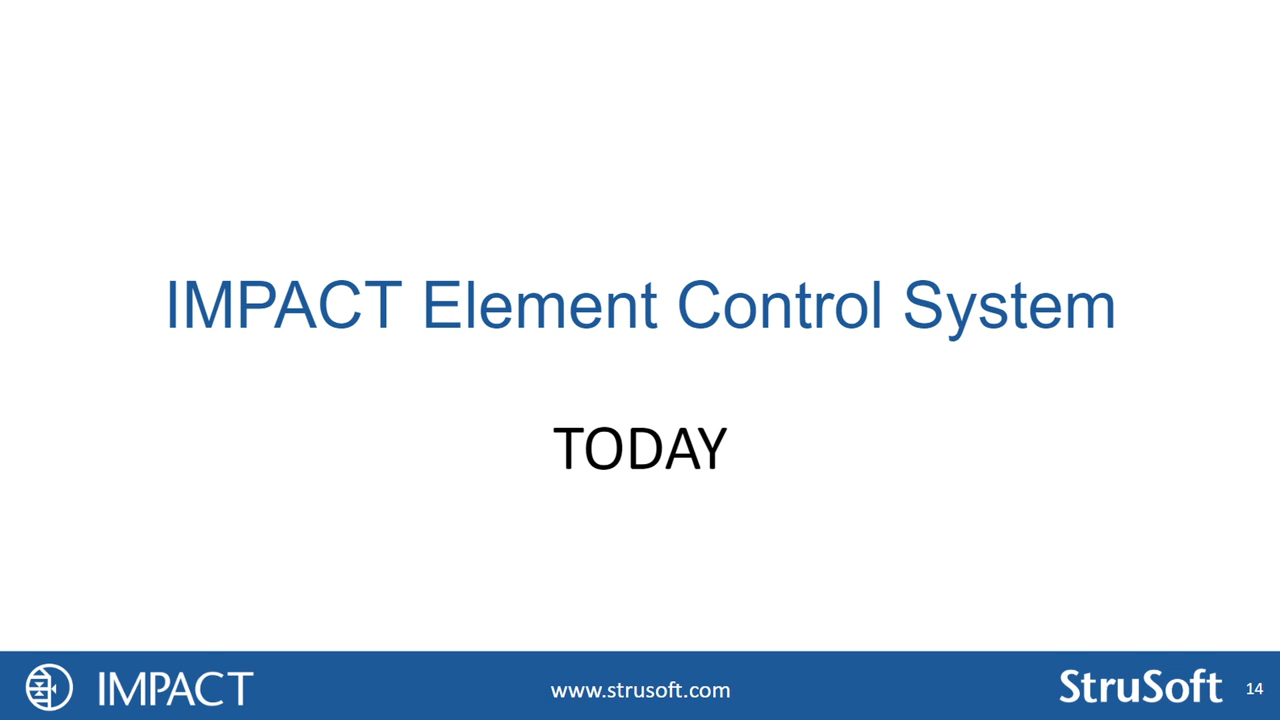 IMPACT Element Control System
TODAY
IMPACT
www.strusoft.com
StruSoft
14